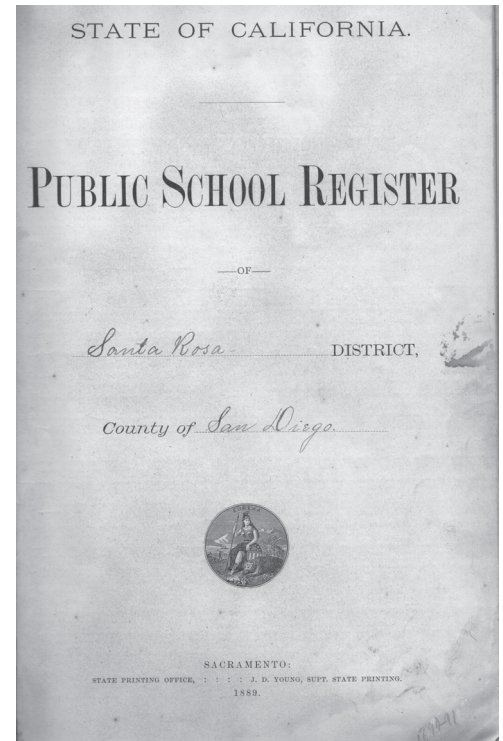 STATE OF CALIFORNIA.
PUBLIC SCHOOL REGISTER
—OF—
Santa Rosa DISTRICT,
County of San Diego.
EUREKA
SACRAMENTO:
STATE PRINTING OFFICE, : : : : J. D. YOUNG, SUPT. STATE PRINTING.
1889.